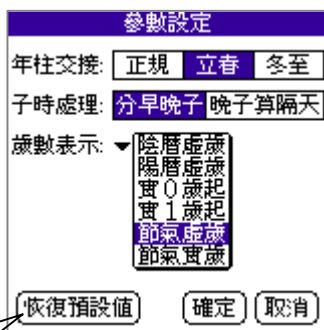 參數設定
年柱交接: 正規 立春 冬至
子時處理: 分早晚子 晚子算隔天
歲數表示: 陰曆虛歲
陽曆虛歲
實0歲起
實1歲起
節氣虛歲
節氣實歲
恢復預設值 確定 取消